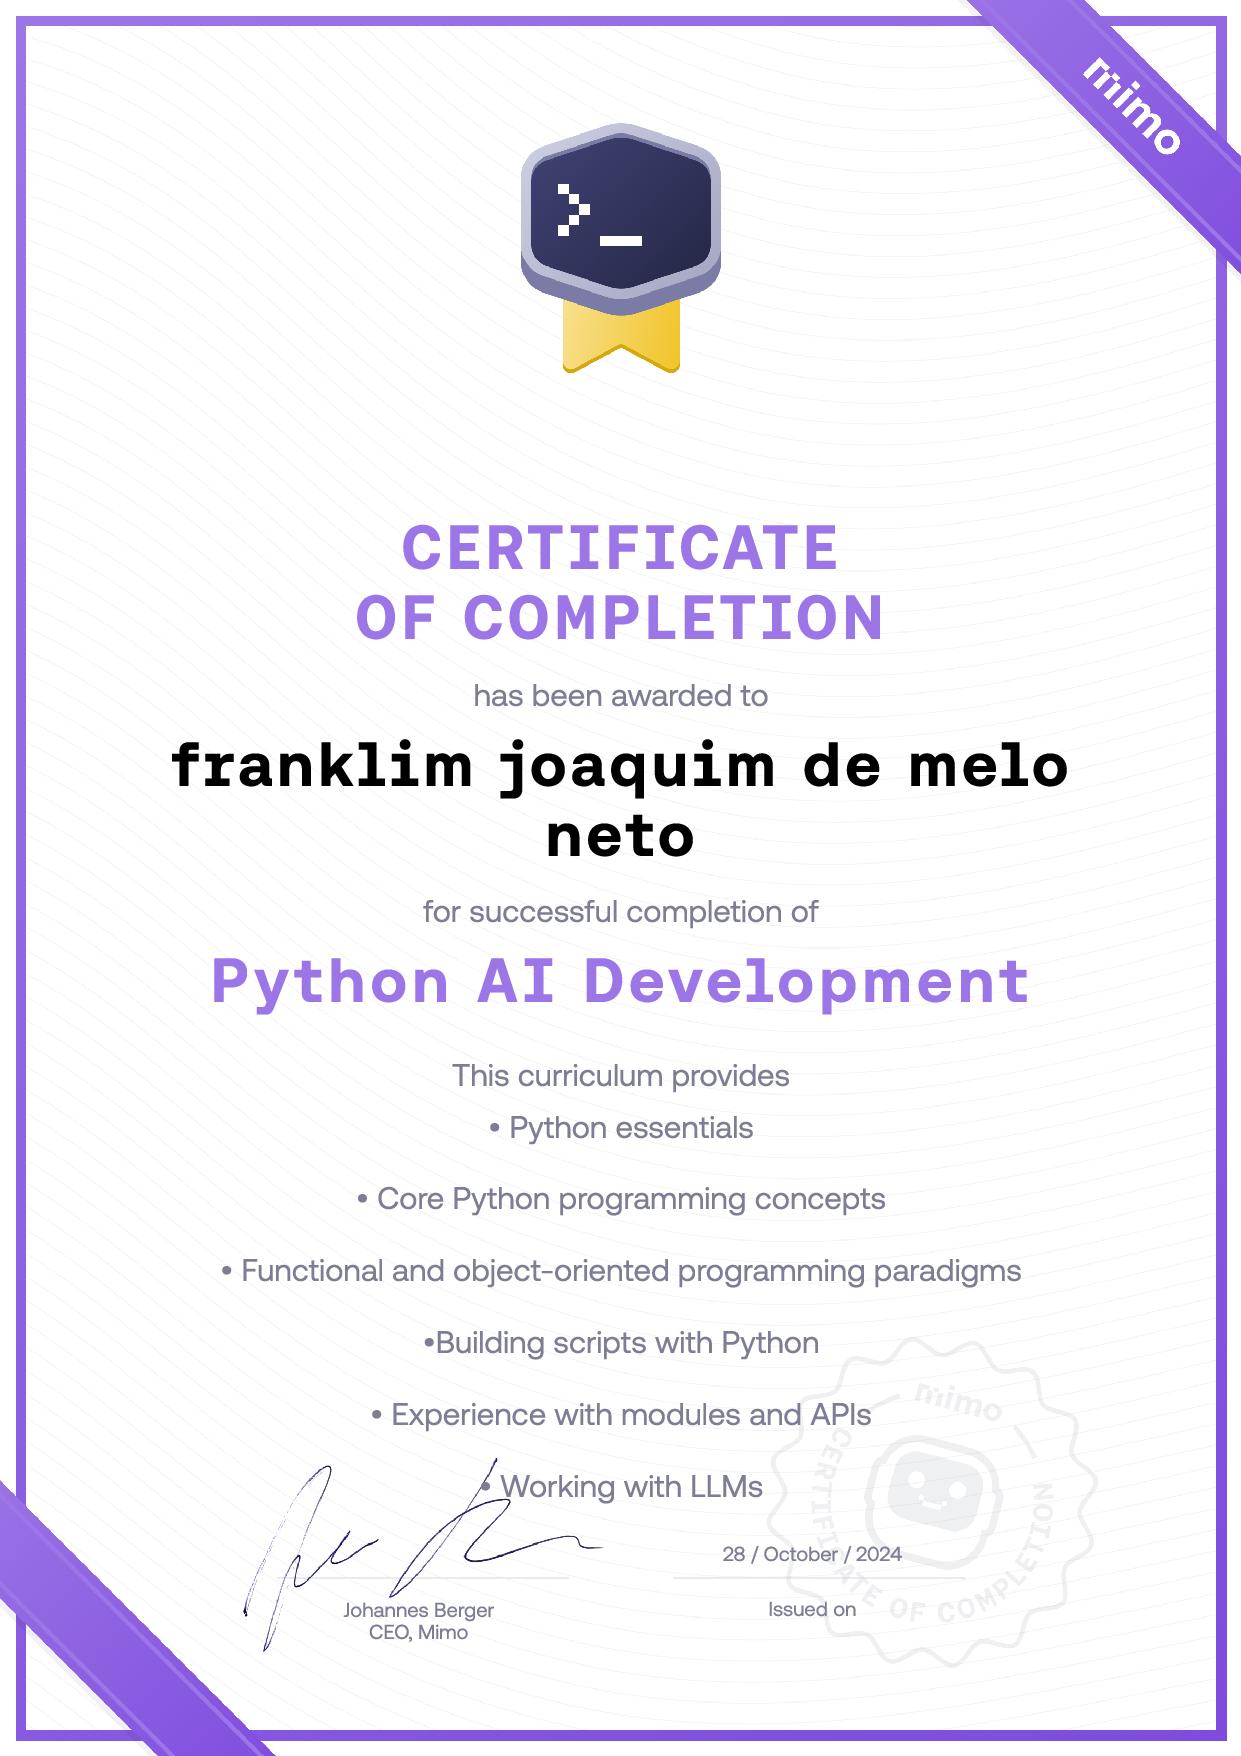 mimo
>_
CERTIFICATE
OF COMPLETION
has been awarded to
franklim joaquim de melo
neto
for successful completion of
Python AI Development
This curriculum provides
• Python essentials
• Core Python programming concepts
• Functional and object-oriented programming paradigms
•Building scripts with Python
• Experience with modules and APIs
• Working with LLMs
mimo
CERTIFICATE OF COMPLETION
28 / October / 2024
Issued on
Johannes Berger
CEO, Mimo